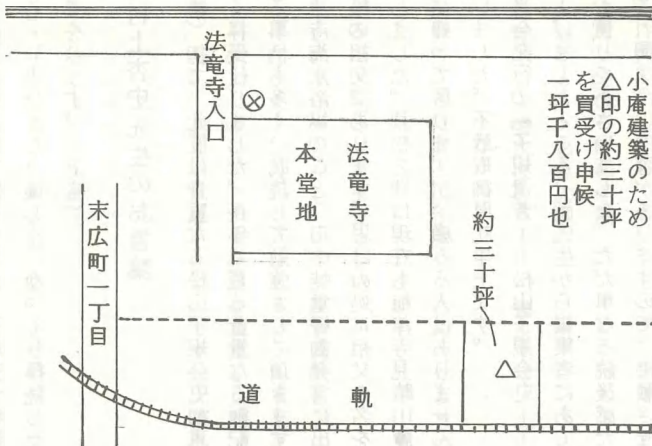 小庵建築のため
△印の約三十坪
を買受け申候
一坪千八百円也
法竜寺入口
法竜寺
本堂地
約三十坪
末広町一丁目
軌道